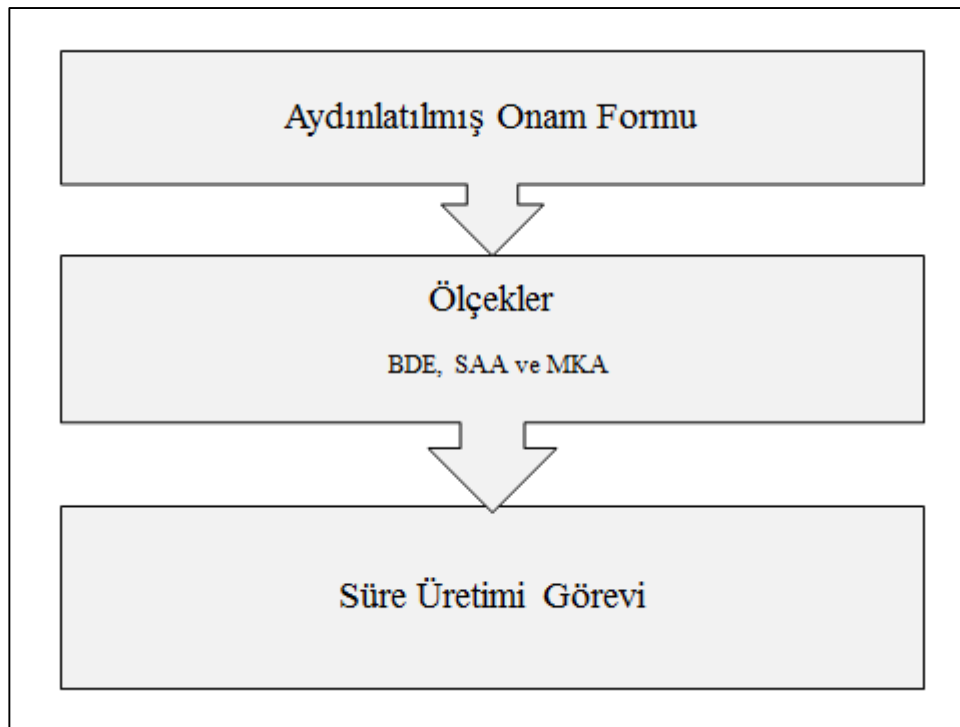 Aydınlatılmış Onam Formu
Ölçekler
BDE, SAA ve MKA
Süre Üretimi Görevi